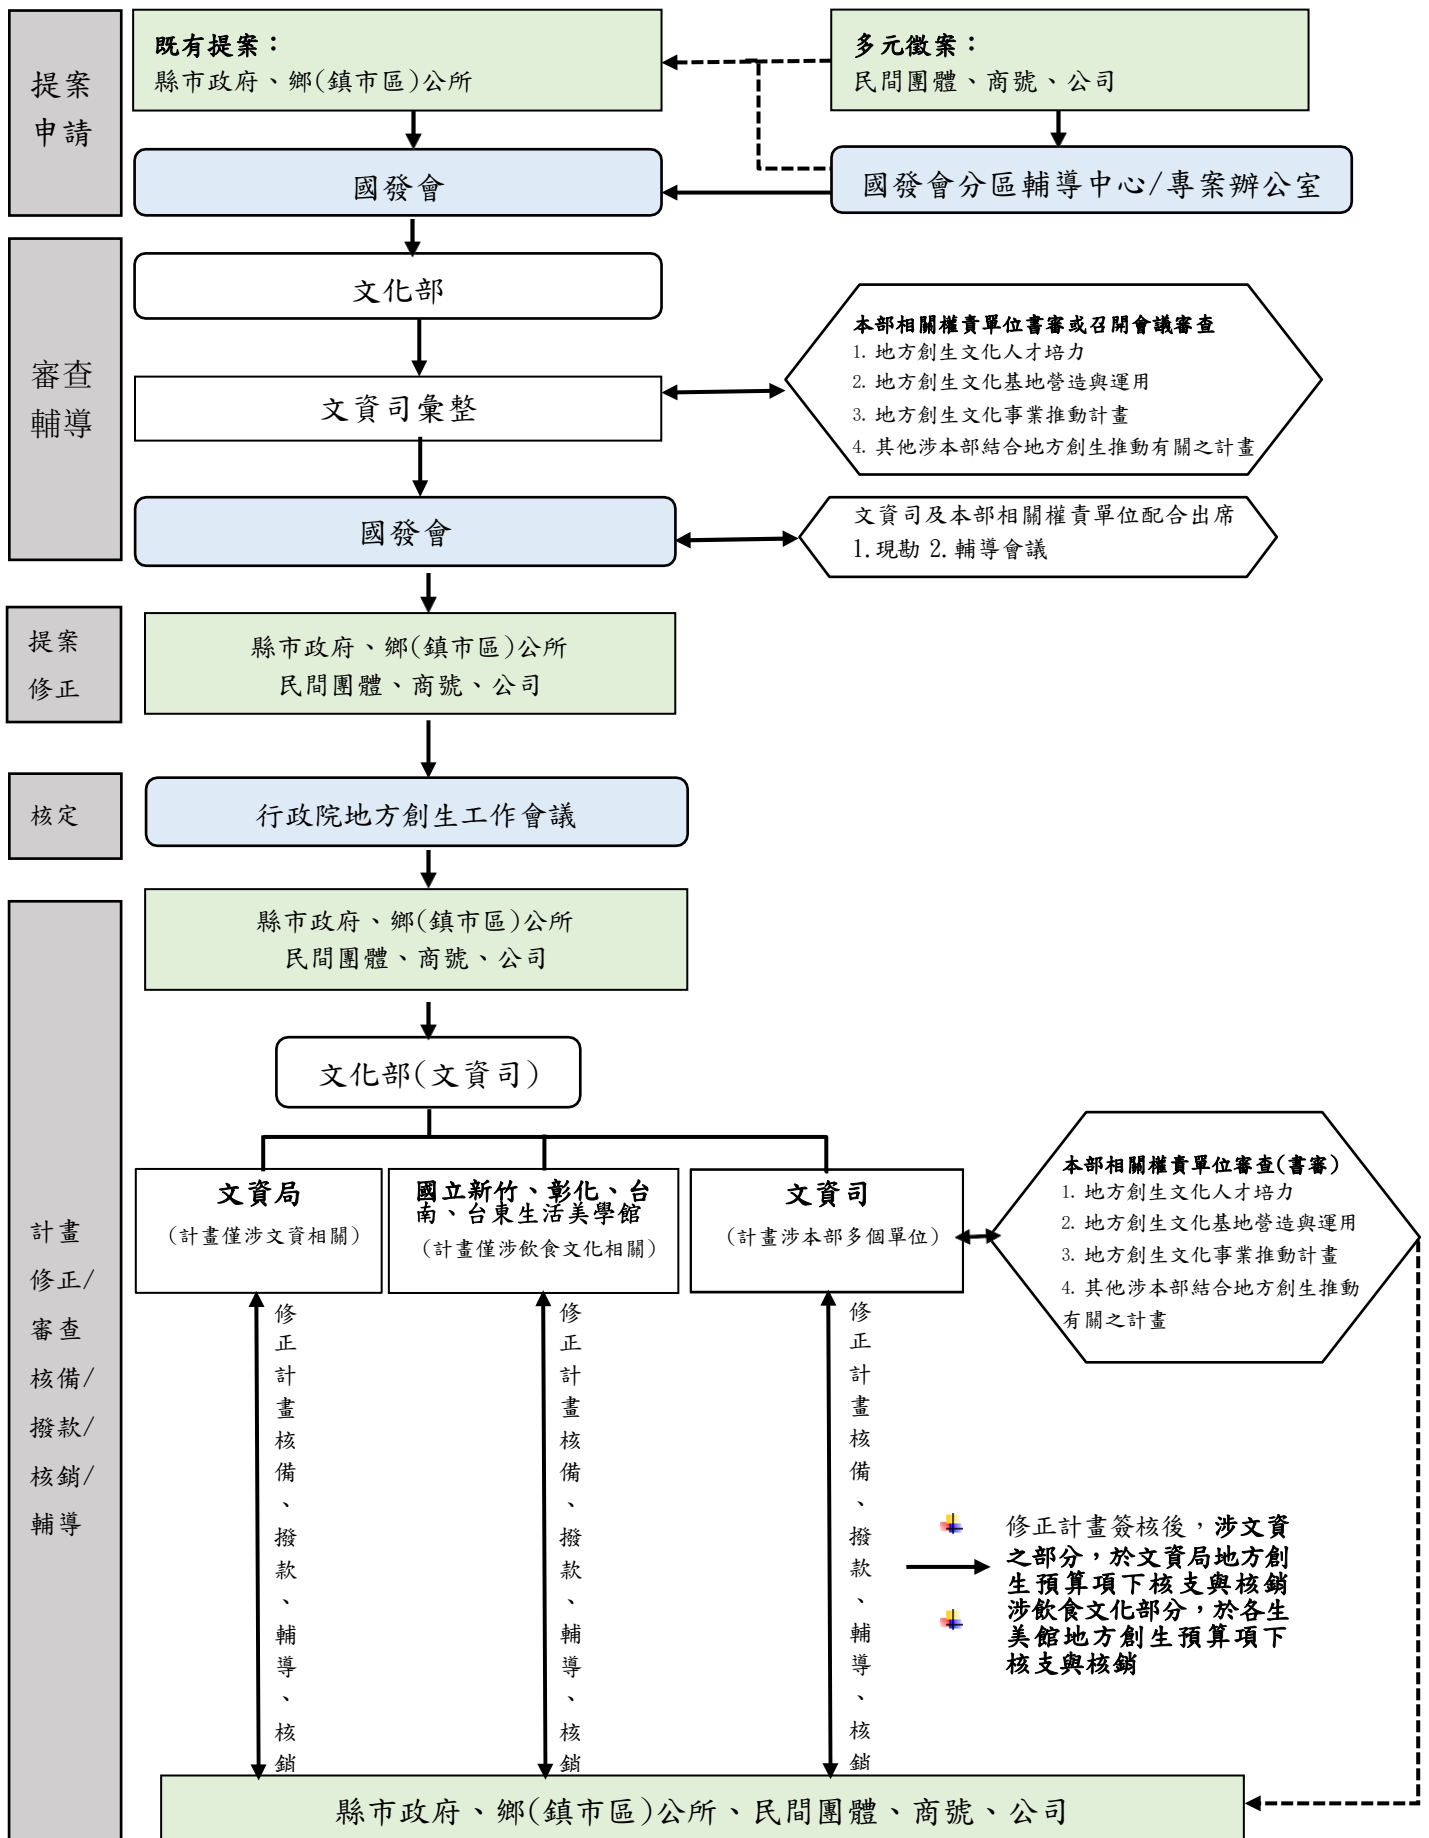 提案
申請
既有提案：
縣市政府、鄉(鎮市區)公所
多元徵案：
民間團體、商號、公司
國發會
國發會分區輔導中心/專案辦公室
審查
輔導
文化部
文資司彙整
本部相關權責單位書審或召開會議審查
1. 地方創生文化人才培力
2. 地方創生文化基地營造與運用
3. 地方創生文化事業推動計畫
4. 其他涉本部結合地方創生推動有關之計畫
國發會
文資司及本部相關權責單位配合出席
1.現勘 2.輔導會議
提案
修正
縣市政府、鄉(鎮市區)公所
民間團體、商號、公司
核定
行政院地方創生工作會議
縣市政府、鄉(鎮市區)公所
民間團體、商號、公司
計畫
修正/
審查
核備/
撥款/
核銷/
輔導
文化部(文資司)
文資局
(計畫僅涉文資相關)
國立新竹、彰化、台
南、台東生活美學館
(計畫僅涉飲食文化相關)
文資司
(計畫涉本部多個單位)
本部相關權責單位審查(書審)
1. 地方創生文化人才培力
2. 地方創生文化基地營造與運用
3. 地方創生文化事業推動計畫
4. 其他涉本部結合地方創生推動
有關之計畫
修正計畫核備、撥款、輔導、核銷
修正計畫核備、撥款、輔導、核銷
修正計畫核備、撥款、輔導、核銷
修正計畫簽核後，涉文資
之部分，於文資局地方創
生預算項下核支與核銷
涉飲食文化部分，於各生
美館地方創生預算項下
核支與核銷
縣市政府、鄉(鎮市區)公所、民間團體、商號、公司